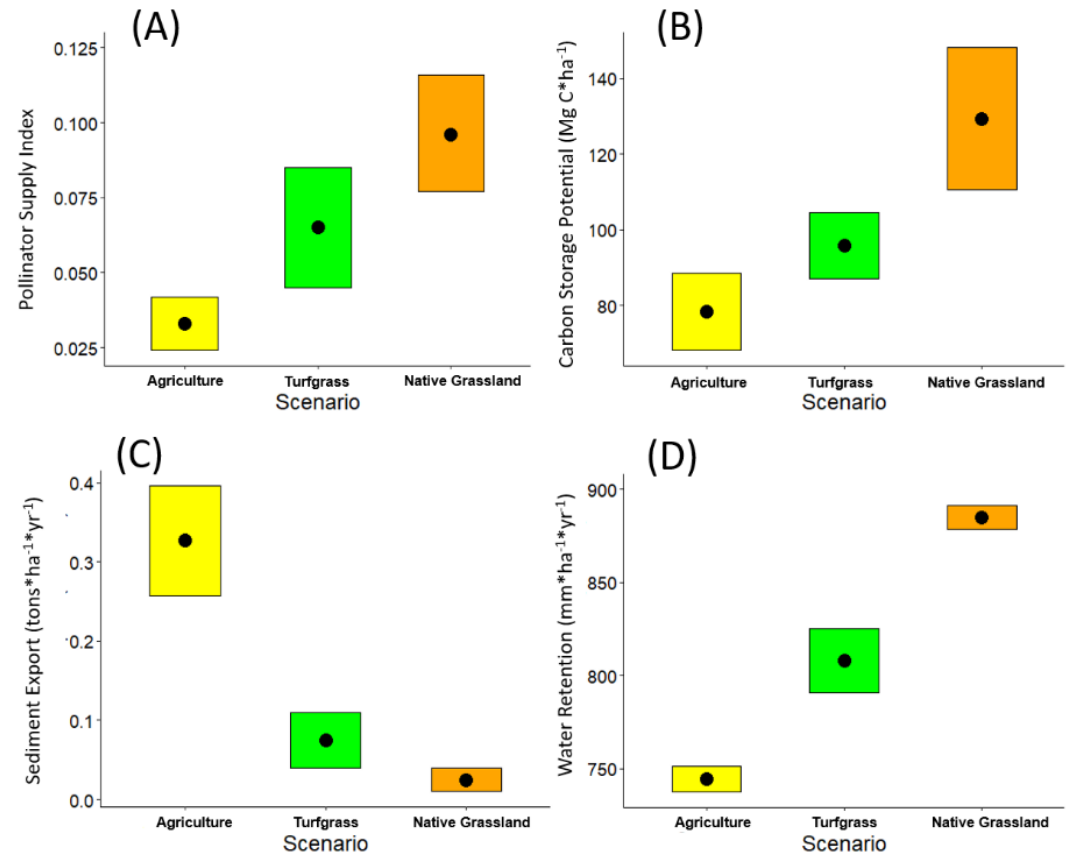 (A)
Pollinator Supply Index
0.125
0.100
0.075
0.050
0.025
Agriculture Turfgrass Native Grassland
Scenario
(B)
Carbon Storage Potential (Mg C*ha⁻¹)
140
120
100
80
Agriculture Turfgrass Native Grassland
Scenario
(C)
Sediment Export (tons*ha⁻¹*yr⁻¹)
0.4
0.3
0.2
0.1
0.0
Agriculture Turfgrass Native Grassland
Scenario
(D)
Water Retention (mm*ha⁻¹*yr⁻¹)
900
850
800
750
Agriculture Turfgrass Native Grassland
Scenario